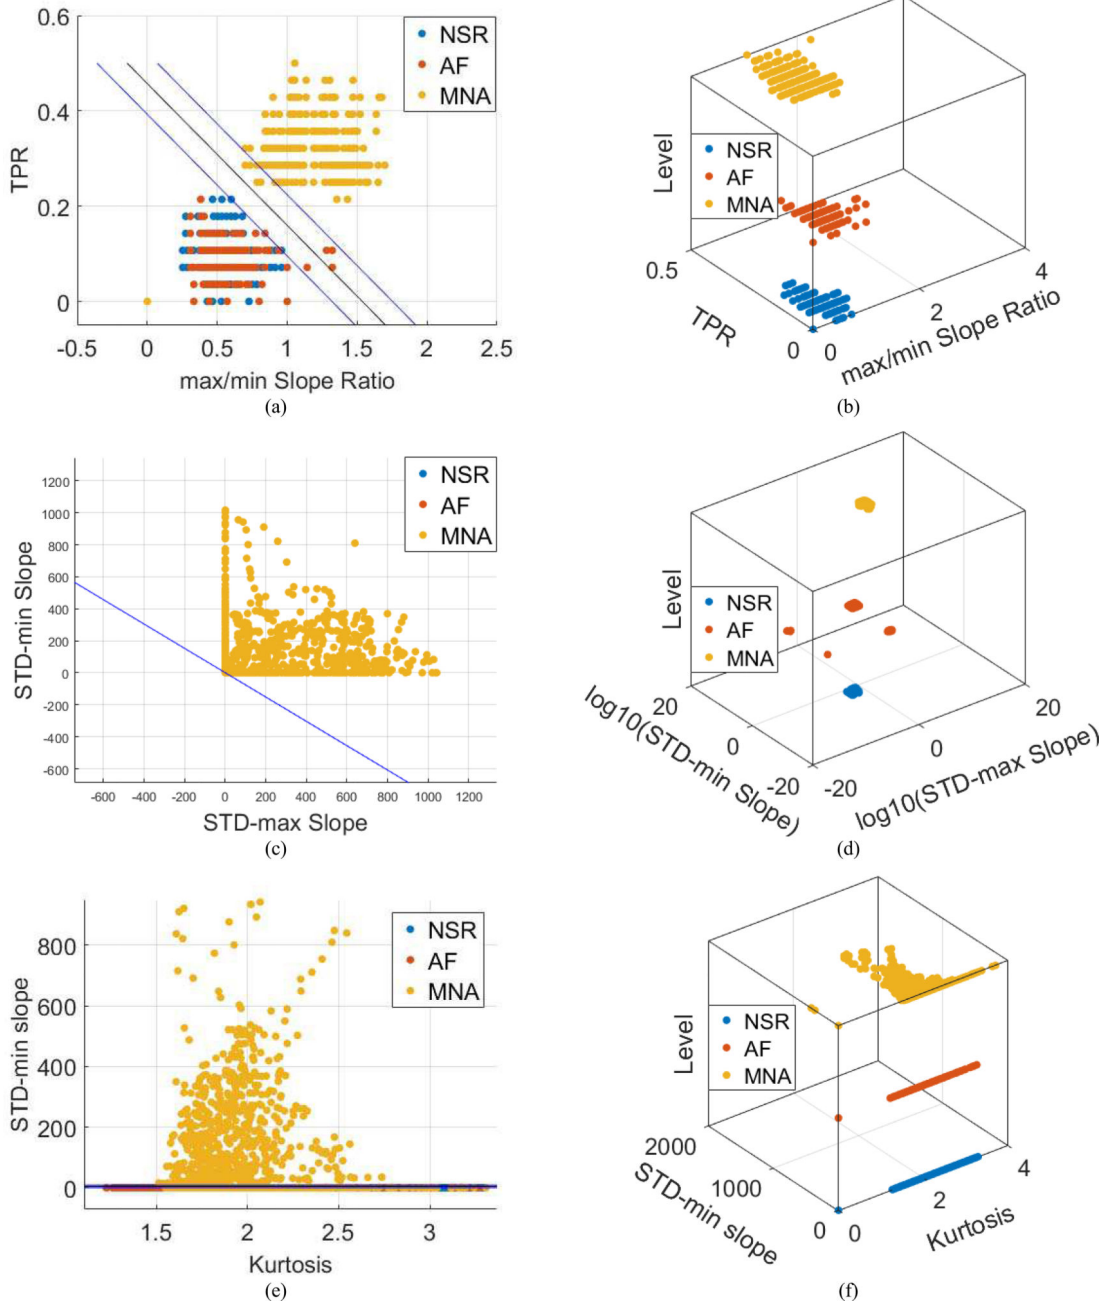 0.6
0.4
0.2
0
TPR
-0.5
0
0.5
1
1.5
2
2.5
max/min Slope Ratio
NSR
AF
MNA
(a)
Level
NSR
AF
MNA
0.5
TPR
0
0
2
4
max/min Slope Ratio
(b)
1200
1000
800
600
400
200
0
-200
-400
-600
STD-min Slope
-600
-400
-200
0
200
400
600
800
1000
1200
STD-max Slope
NSR
AF
MNA
(c)
Level
NSR
AF
MNA
20
0
-20
log10(STD-min Slope)
-20
0
20
log10(STD-max Slope)
(d)
800
600
400
200
0
STD-min slope
1.5
2
2.5
3
Kurtosis
NSR
AF
MNA
(e)
Level
NSR
AF
MNA
2000
1000
0
STD-min slope
0
2
4
Kurtosis
(f)